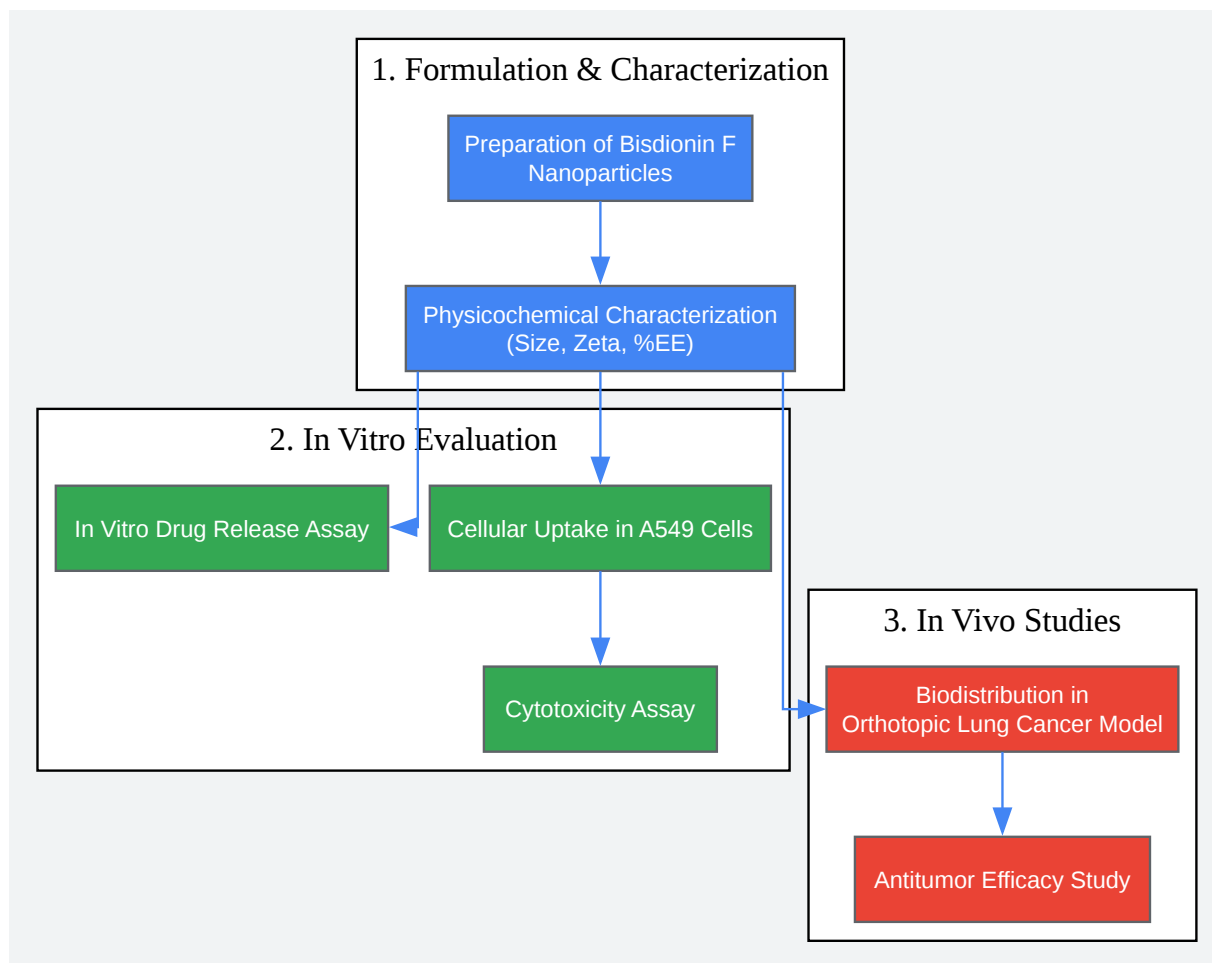 1. Formulation & Characterization
Preparation of Bisdionin F
Nanoparticles
Physicochemical Characterization
(Size, Zeta, %EE)
2. In Vitro Evaluation
In Vitro Drug Release Assay
Cellular Uptake in A549 Cells
Cytotoxicity Assay
3. In Vivo Studies
Biodistribution in
Orthotopic Lung Cancer Model
Antitumor Efficacy Study